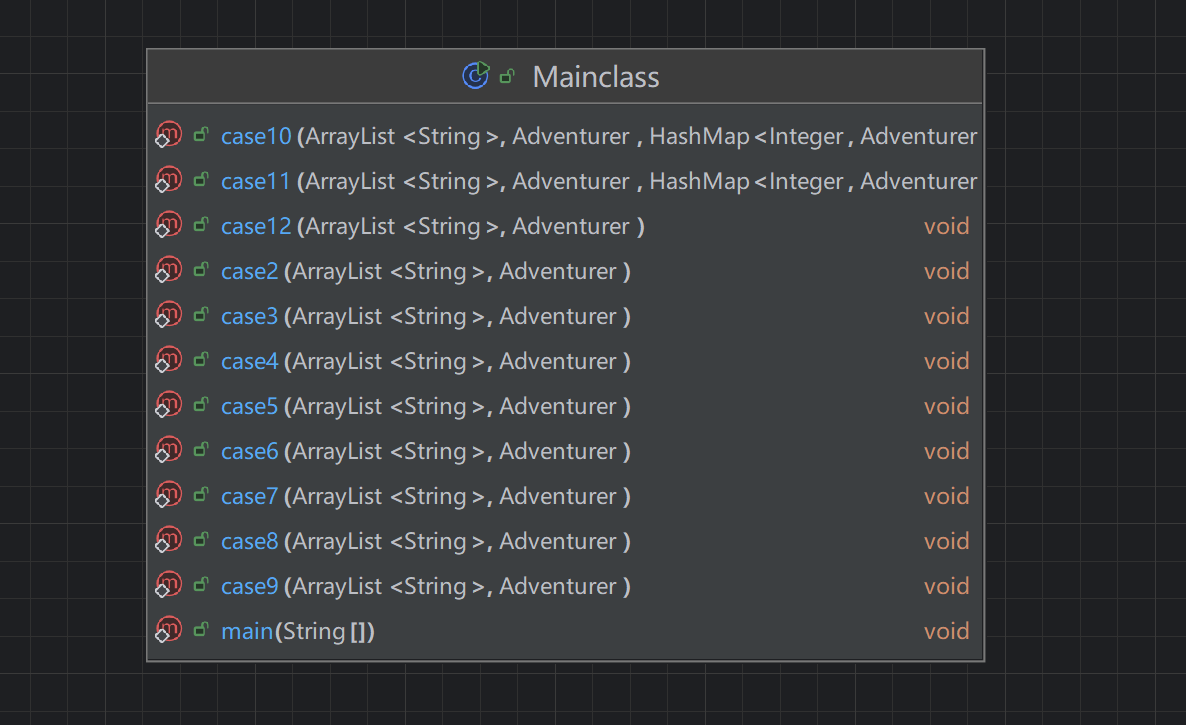 Mainclass
case10(ArrayList <String>, Adventurer , HashMap<Integer, Adventurer
case11(ArrayList <String>, Adventurer , HashMap<Integer, Adventurer
case12(ArrayList <String>, Adventurer ) void
case2(ArrayList <String>, Adventurer ) void
case3(ArrayList <String>, Adventurer ) void
case4(ArrayList <String>, Adventurer ) void
case5(ArrayList <String>, Adventurer ) void
case6(ArrayList <String>, Adventurer ) void
case7(ArrayList <String>, Adventurer ) void
case8(ArrayList <String>, Adventurer ) void
case9(ArrayList <String>, Adventurer ) void
main(String[]) void